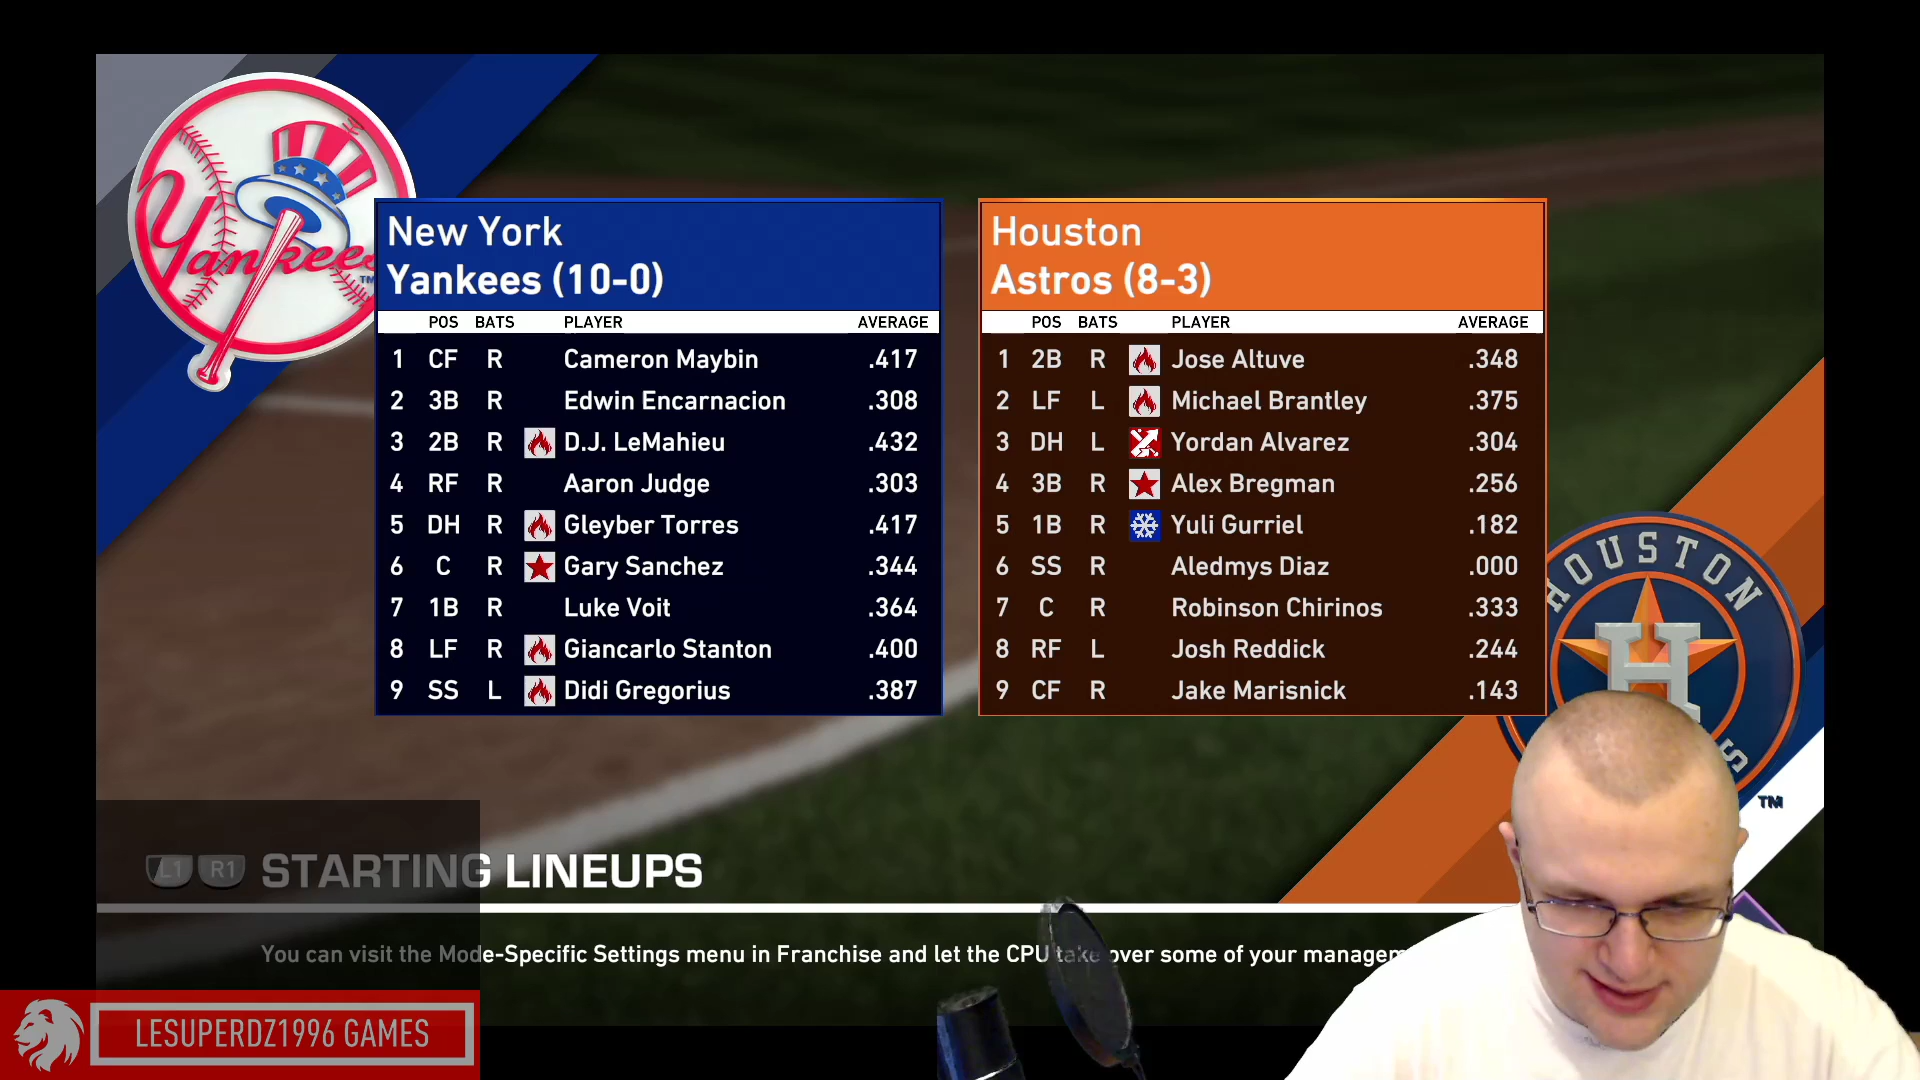 Yankees
TM
New York
Yankees (10-0)
POS BATS PLAYER AVERAGE
1 CF R Cameron Maybin .417
2 3B R Edwin Encarnacion .308
3 2B R D.J. LeMahieu .432
4 RF R Aaron Judge .303
5 DH R Gleyber Torres .417
6 C R Gary Sanchez .344
7 1B R Luke Voit .364
8 LF R Giancarlo Stanton .400
9 SS L Didi Gregorius .387
Houston
Astros (8-3)
POS BATS PLAYER AVERAGE
1 2B R Jose Altuve .348
2 LF L Michael Brantley .375
3 DH L Yordan Alvarez .304
4 3B R Alex Bregman .256
5 1B R Yuli Gurriel .182
6 SS R Aledmys Diaz .000
7 C R Robinson Chirinos .333
8 RF L Josh Reddick .244
9 CF R Jake Marisnick .143
HOUSTON
H
TM
L1 R1 STARTING LINEUPS
You can visit the Mode-Specific Settings menu in Franchise and let the CPU take over some of your
LESUPERDZ1996 GAMES